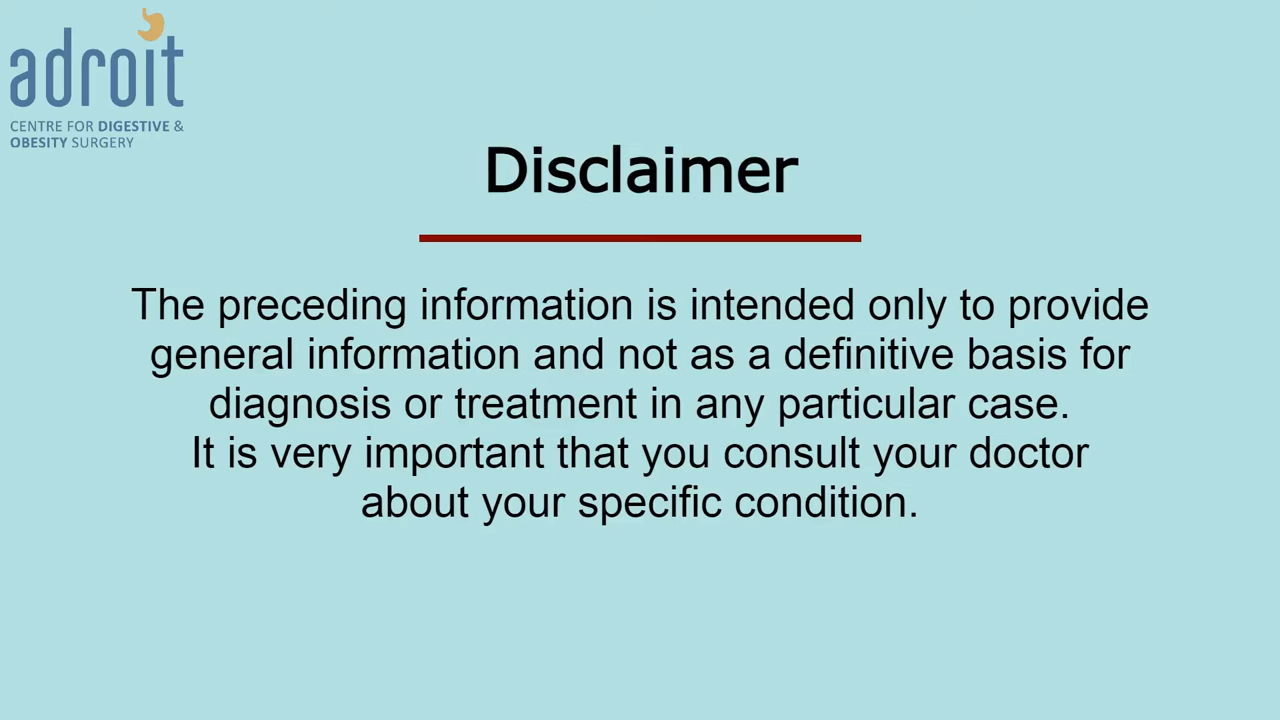 adroit
CENTRE FOR DIGESTIVE &
OBESITY SURGERY
Disclaimer
The preceding information is intended only to provide
general information and not as a definitive basis for
diagnosis or treatment in any particular case.
It is very important that you consult your doctor
about your specific condition.